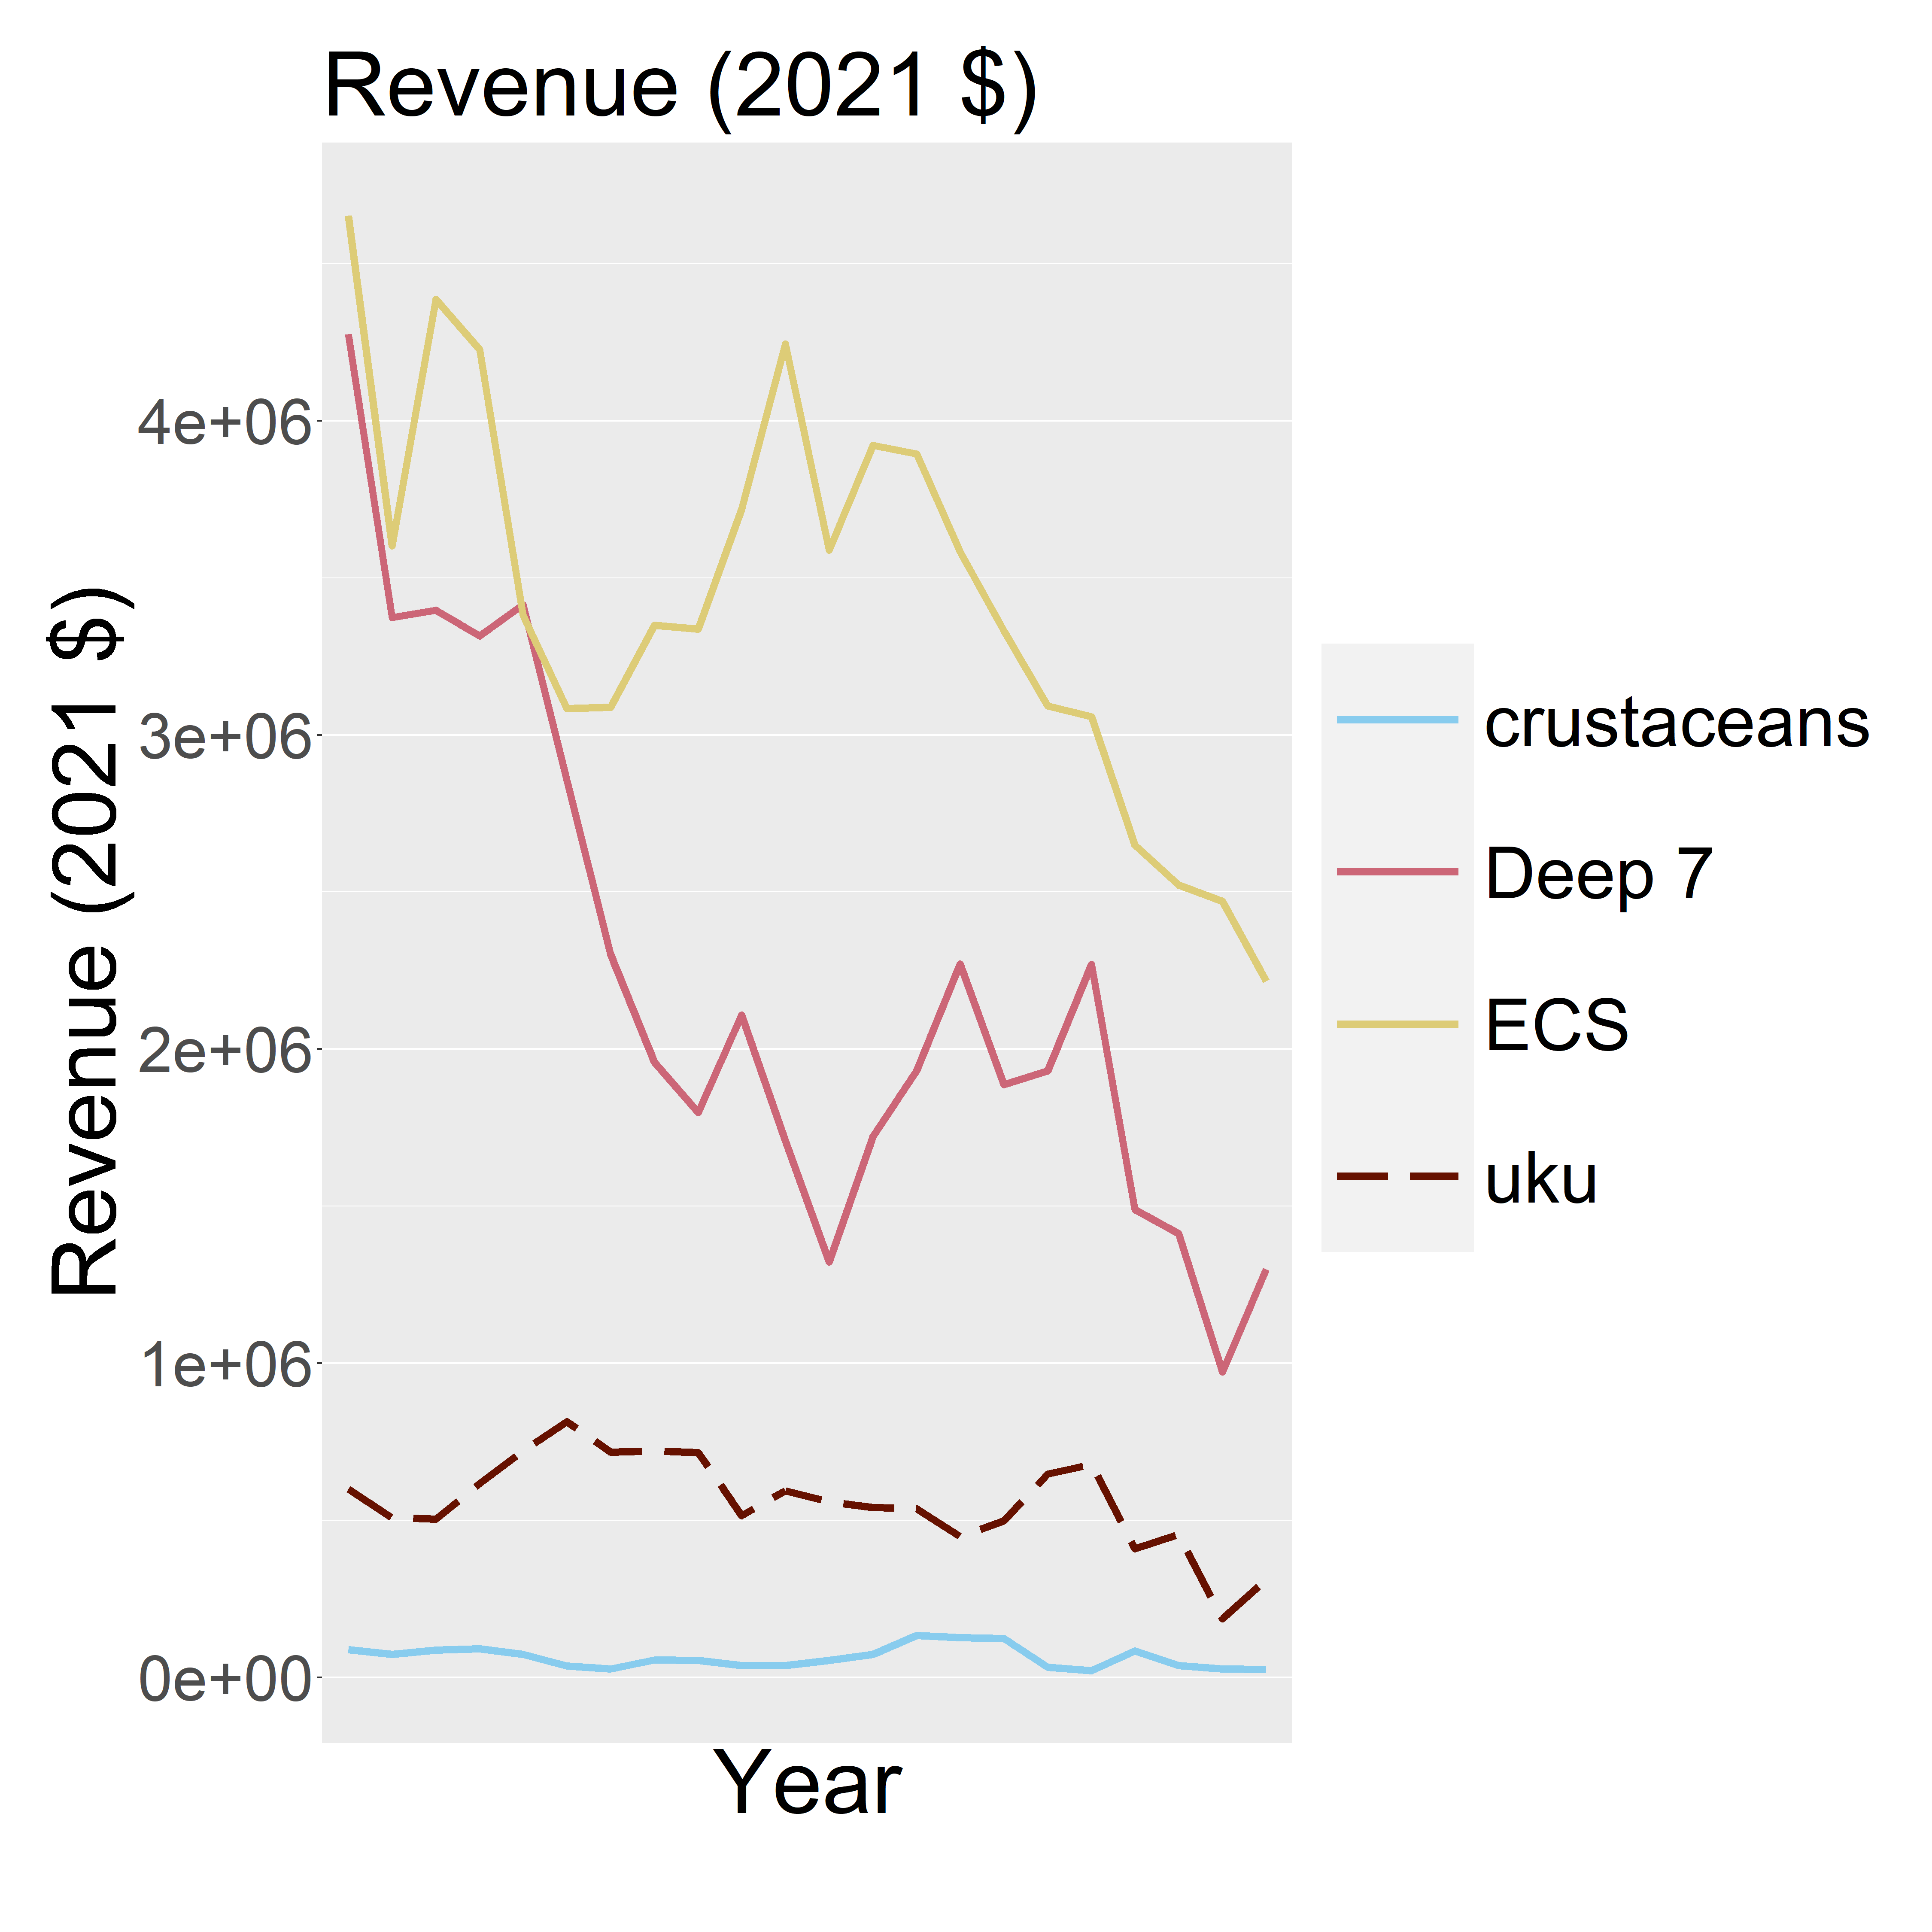 Revenue (2021 $)
Revenue (2021 $)
4e+06
3e+06
2e+06
1e+06
0e+00
Year
crustaceans
Deep 7
ECS
uku